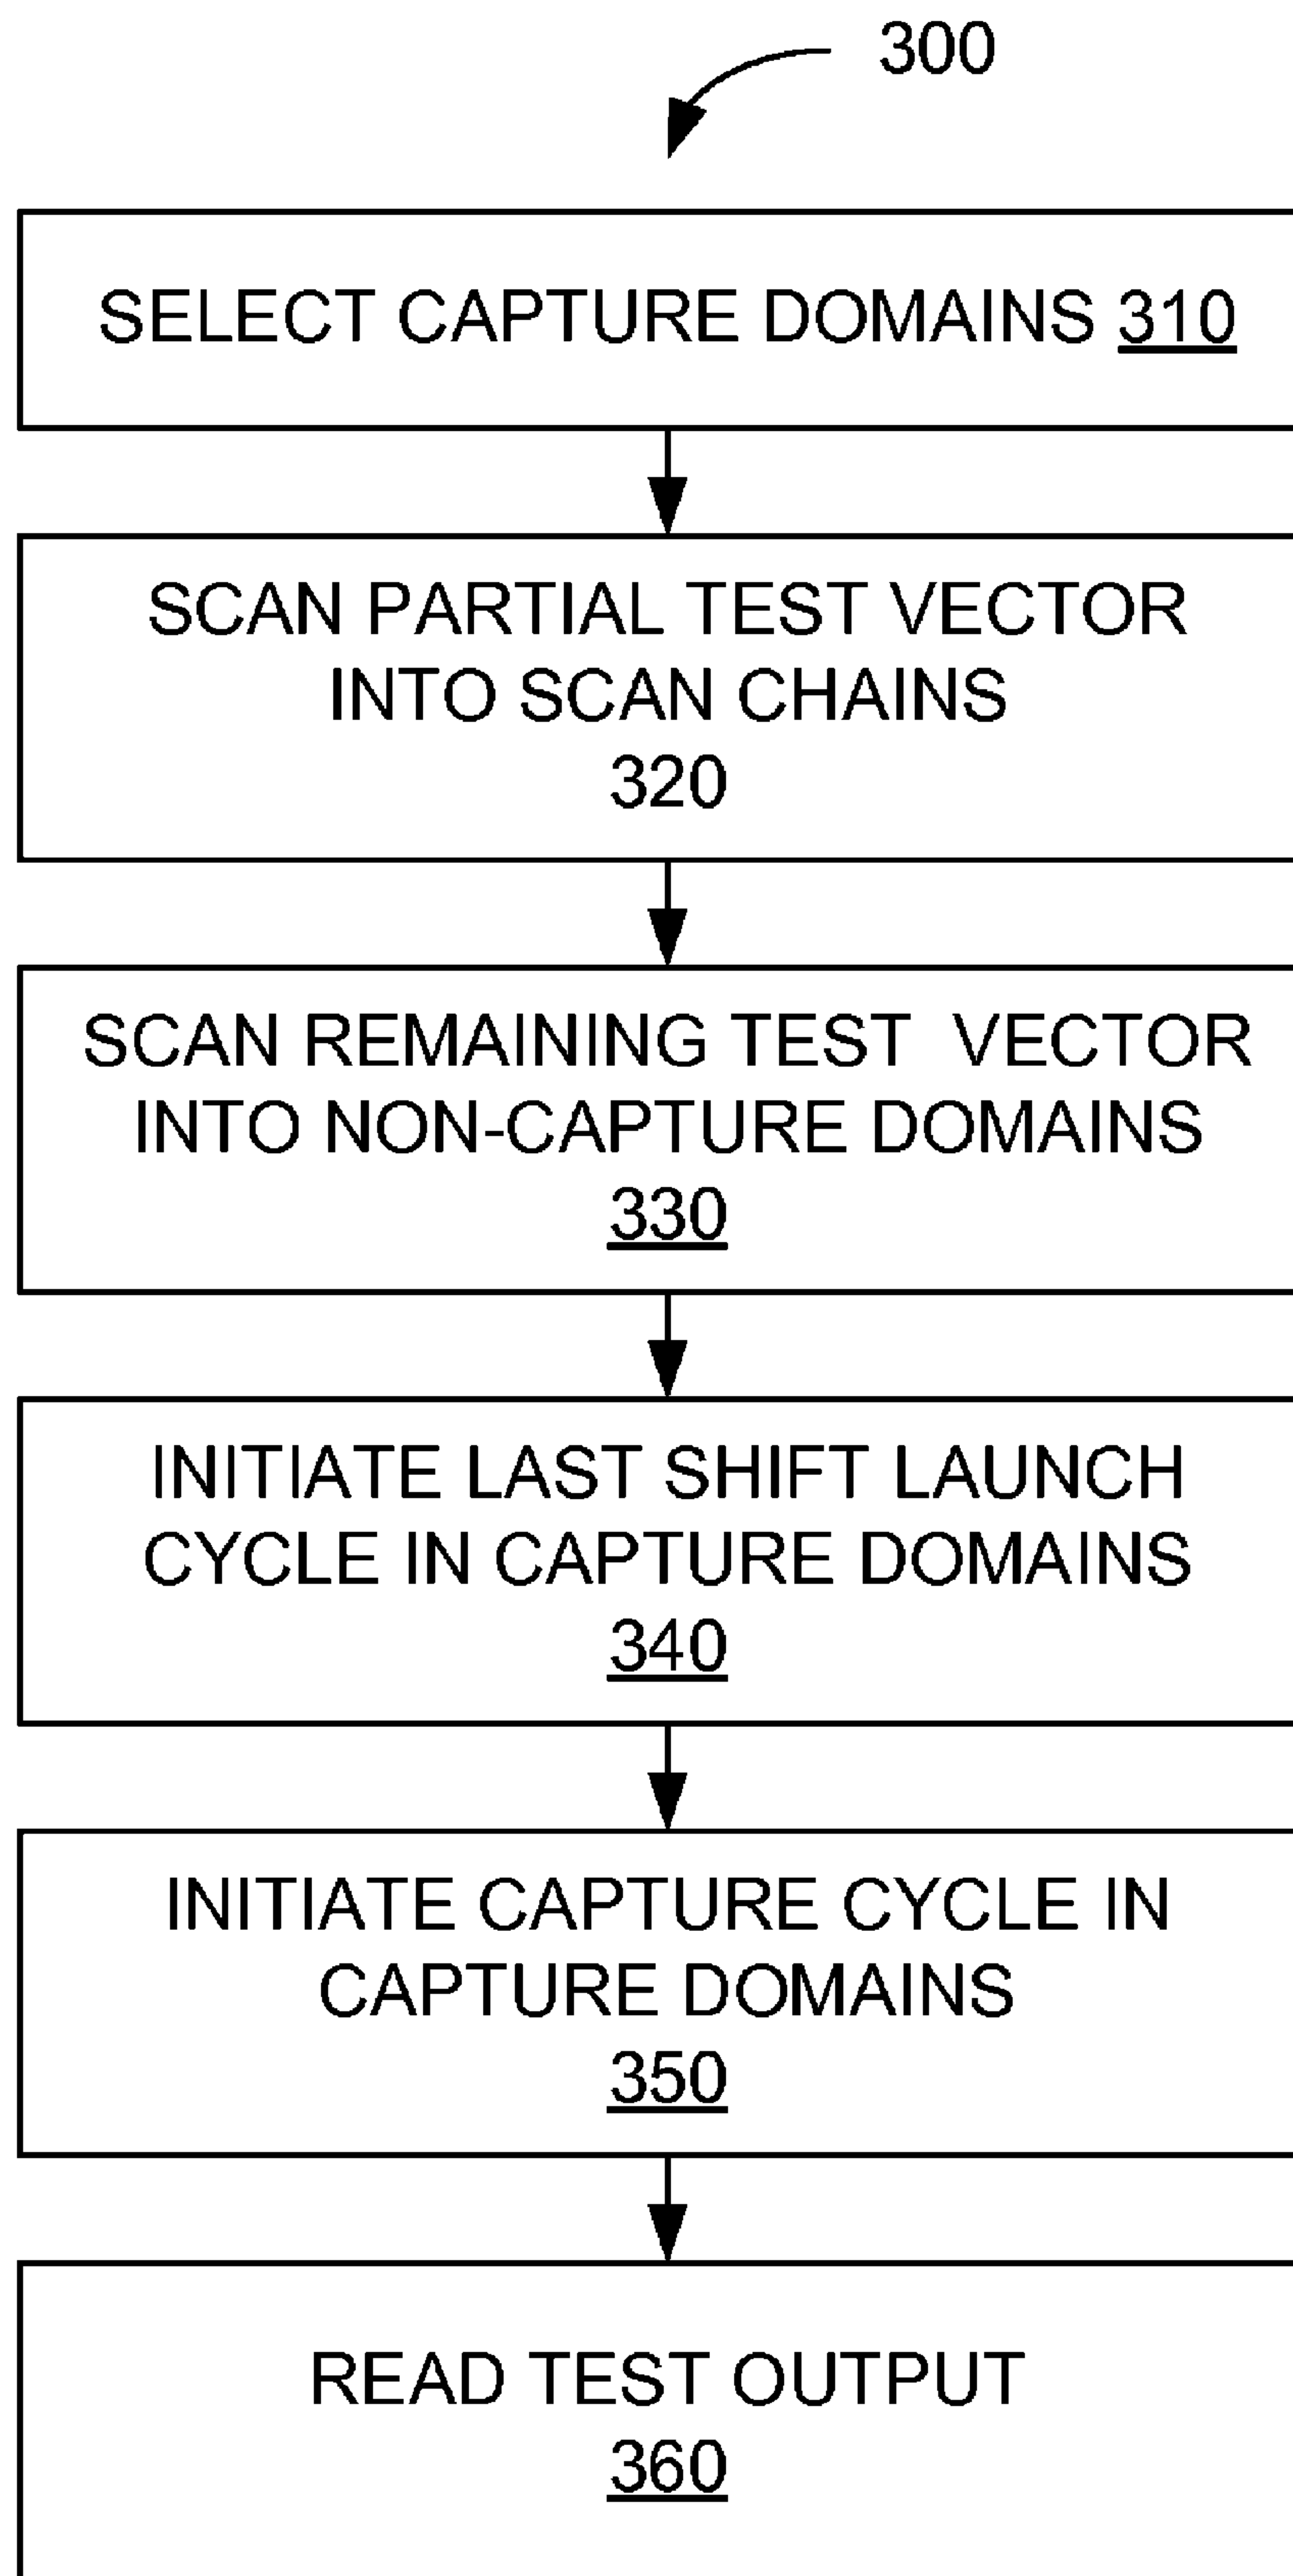 300
SELECT CAPTURE DOMAINS 310
SCAN PARTIAL TEST VECTOR
INTO SCAN CHAINS
320
SCAN REMAINING TEST VECTOR
INTO NON-CAPTURE DOMAINS
330
INITIATE LAST SHIFT LAUNCH
CYCLE IN CAPTURE DOMAINS
340
INITIATE CAPTURE CYCLE IN
CAPTURE DOMAINS
350
READ TEST OUTPUT
360